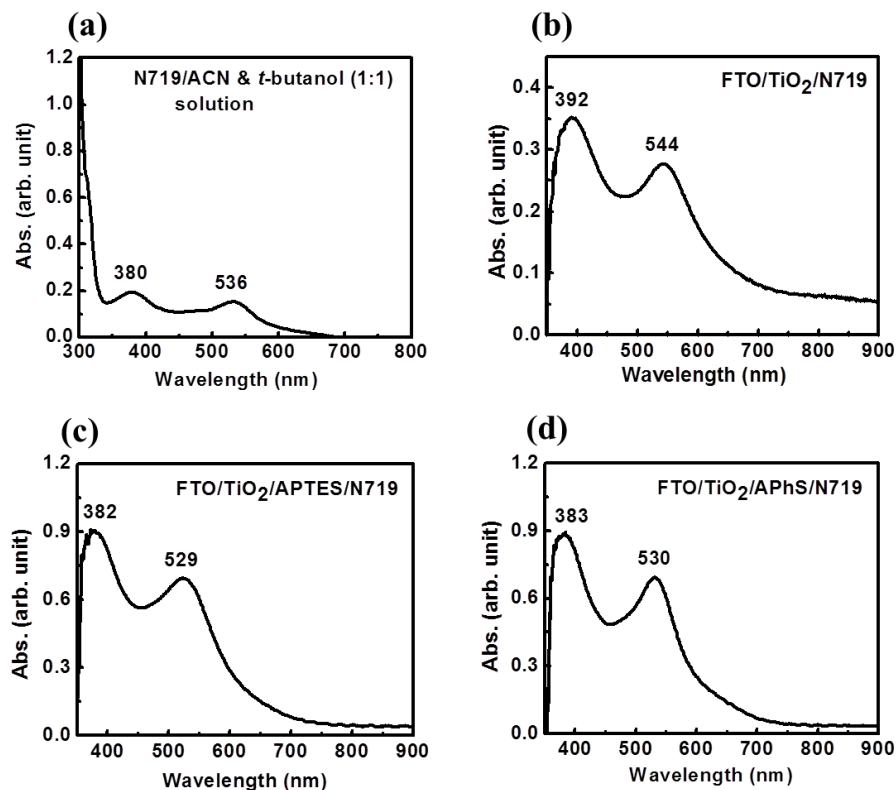 (a)
N719/ACN & t-butanol (1:1)
solution
1.2
1.0
0.8
0.6
0.4
0.2
0.0
380
536
300 400 500 600 700 800
Wavelength (nm)
Abs. (arb. unit)
(b)
FTO/TiO₂/N719
0.4
0.3
0.2
0.1
0.0
392
544
400 500 600 700 800 900
Wavelength (nm)
Abs. (arb. unit)
(c)
FTO/TiO₂/APTES/N719
1.2
0.9
0.6
0.3
0.0
382
529
400 500 600 700 800 900
Wavelength (nm)
Abs. (arb. unit)
(d)
FTO/TiO₂/APhS/N719
1.2
0.9
0.6
0.3
0.0
383
530
400 500 600 700 800 900
Wavelength (nm)
Abs. (arb. unit)